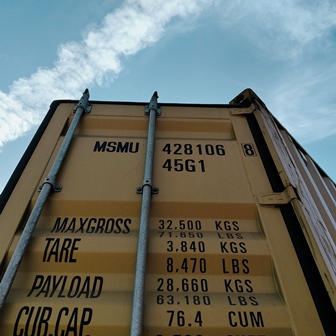 MSMU 428106 8
45G1
MAXGROSS 32.500 KGS
71.650 LBS
TARE 3.840 KGS
8,470 LBS
PAYLOAD 28,660 KGS
63.180 LBS
CUB.CAP. 76.4 CUM